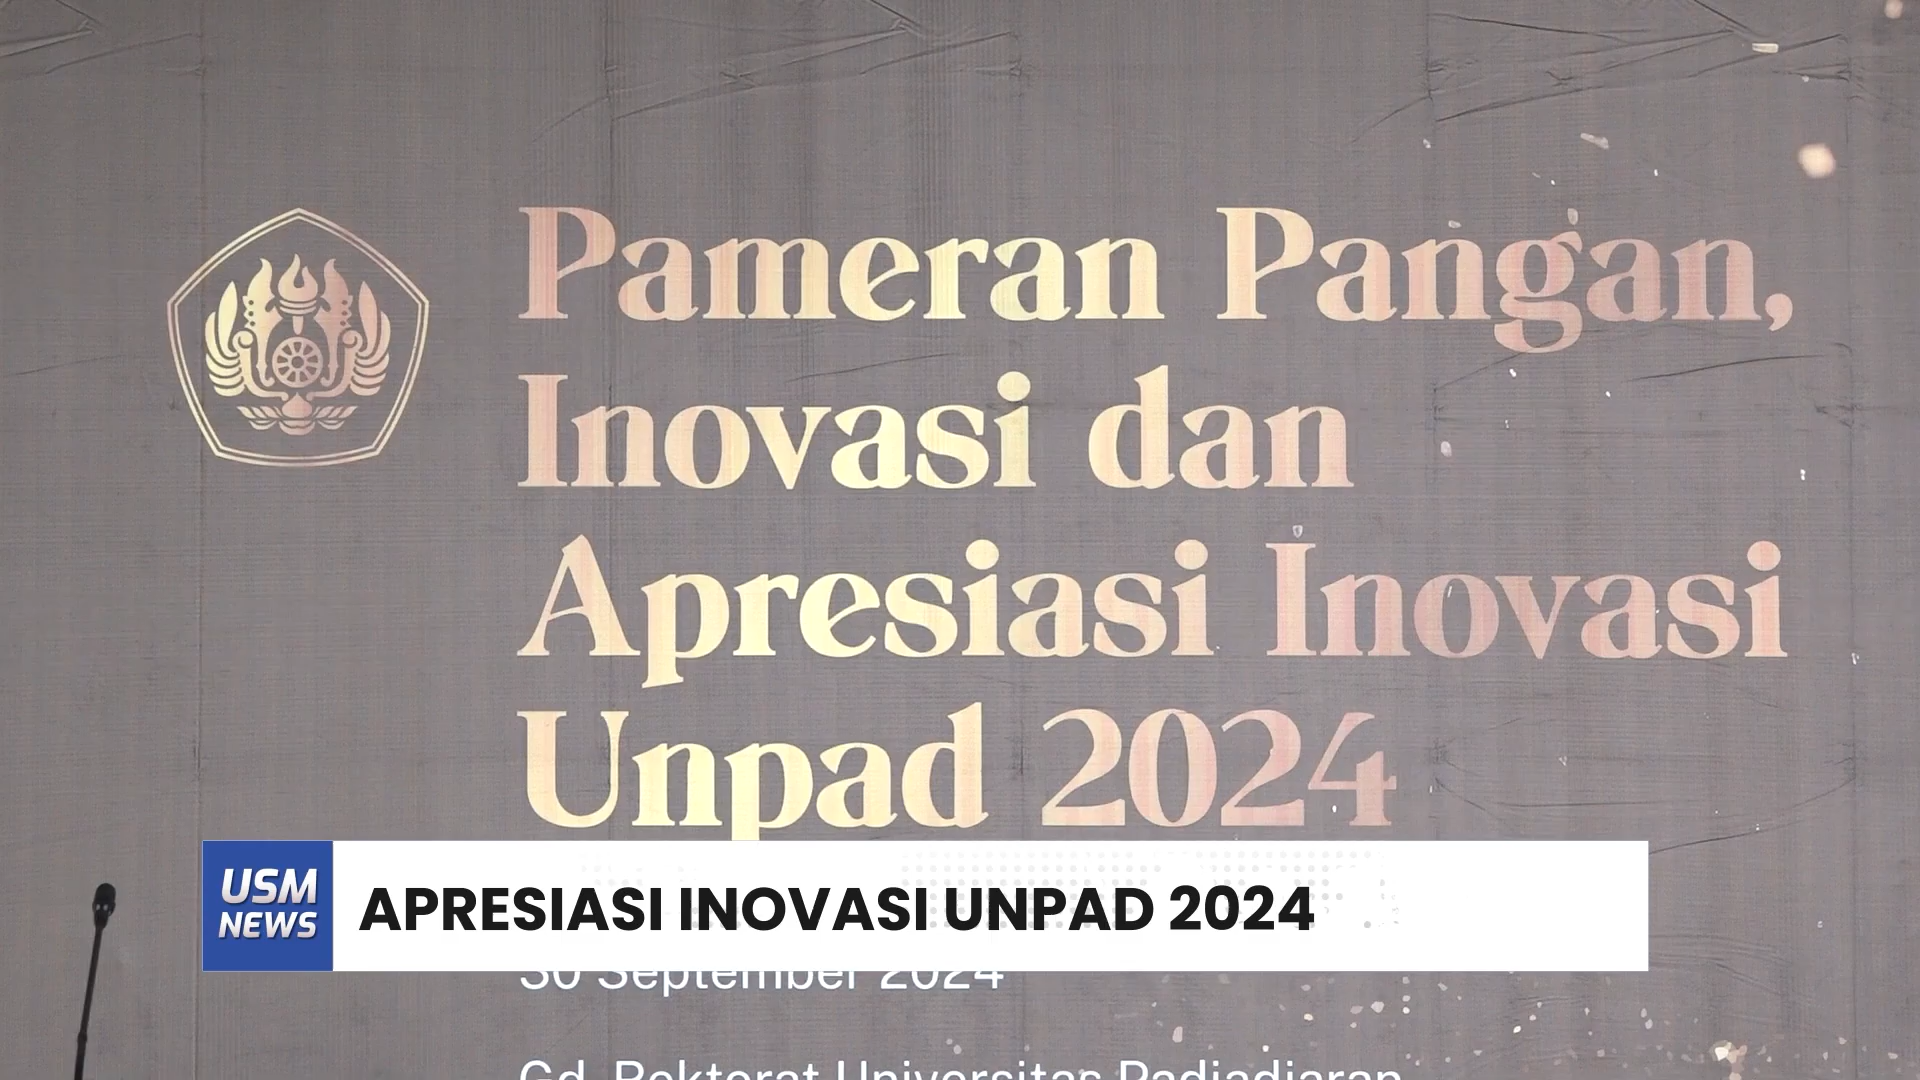 Pameran Pangan,
Inovasi dan
Apresiasi Inovasi
Unpad 2024
USM
NEWS
APRESIASI INOVASI UNPAD 2024
30 September 2024
Gd. Rektorat Universitas Padjadjaran